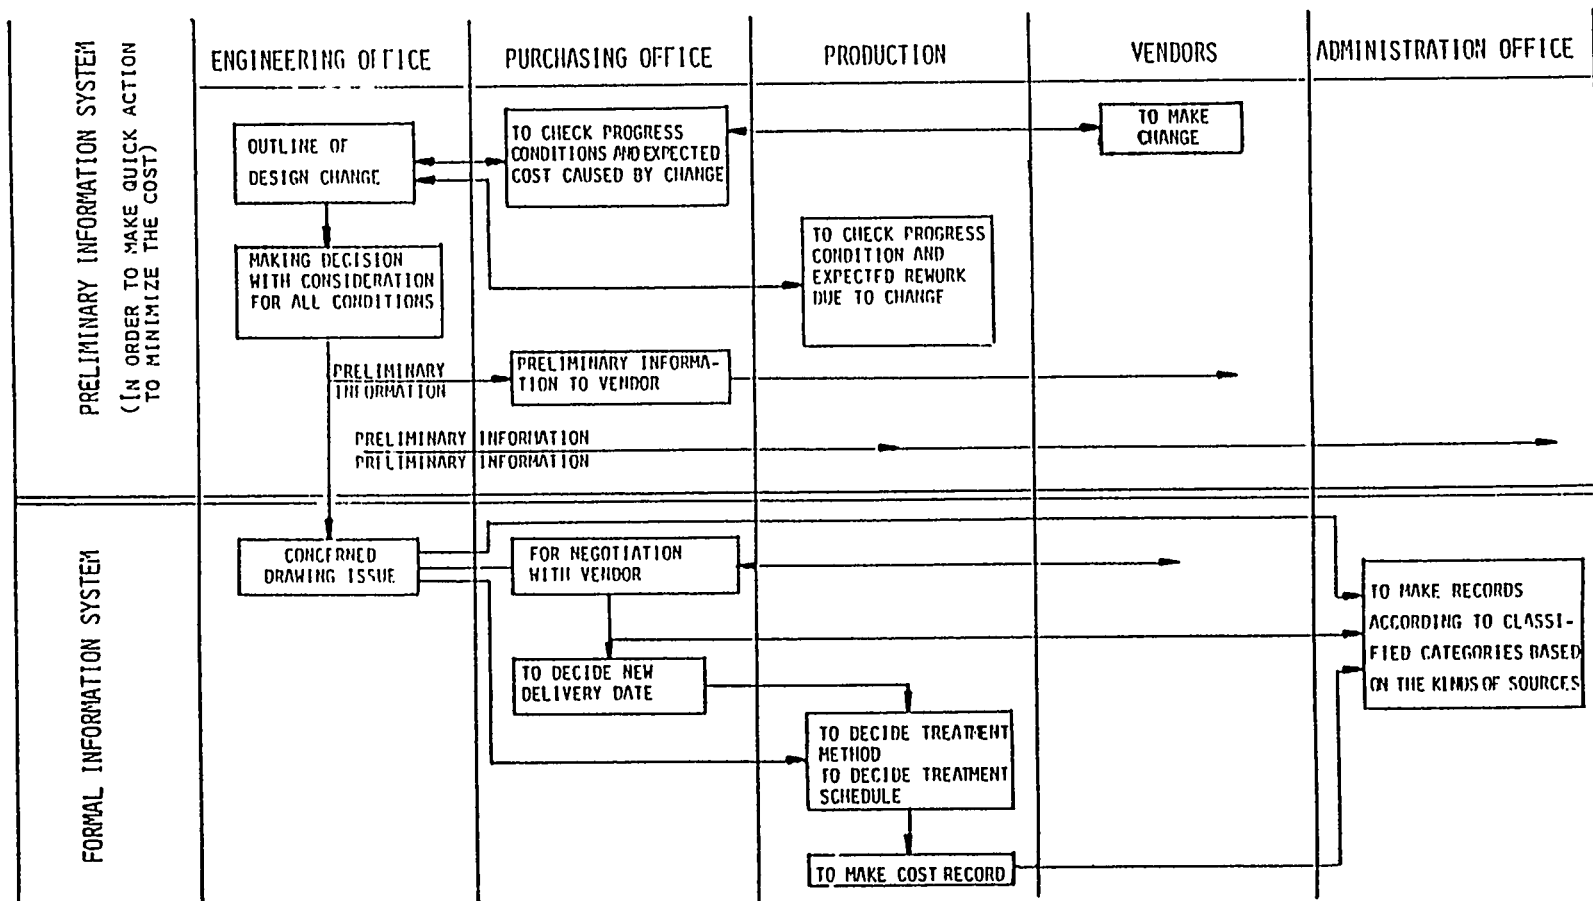 ENGINEERING OFFICE
PURCHASING OFFICE
PRODUCTION
VENDORS
ADMINISTRATION OFFICE
PRELIMINARY INFORMATION SYSTEM
(IN ORDER TO MAKE QUICK ACTION
TO MINIMIZE THE COST)
OUTLINE OF
DESIGN CHANGE
TO CHECK PROGRESS
CONDITIONS AND EXPECTED
COST CAUSED BY CHANGE
TO MAKE
CHANGE
MAKING DECISION
WITH CONSIDERATION
FOR ALL CONDITIONS
TO CHECK PROGRESS
CONDITION AND
EXPECTED REWORK
DUE TO CHANGE
PRELIMINARY
INFORMATION
PRELIMINARY INFORMA-
TION TO VENDOR
PRELIMINARY INFORMATION
PRELIMINARY INFORMATION
FORMAL INFORMATION SYSTEM
CONCERNED
DRAWING ISSUE
FOR NEGOTIATION
WITH VENDOR
TO MAKE RECORDS
ACCORDING TO CLASSI-
FIED CATEGORIES BASED
ON THE KINDS OF SOURCES
TO DECIDE NEW
DELIVERY DATE
TO DECIDE TREATMENT
METHOD
TO DECIDE TREATMENT
SCHEDULE
TO MAKE COST RECORD